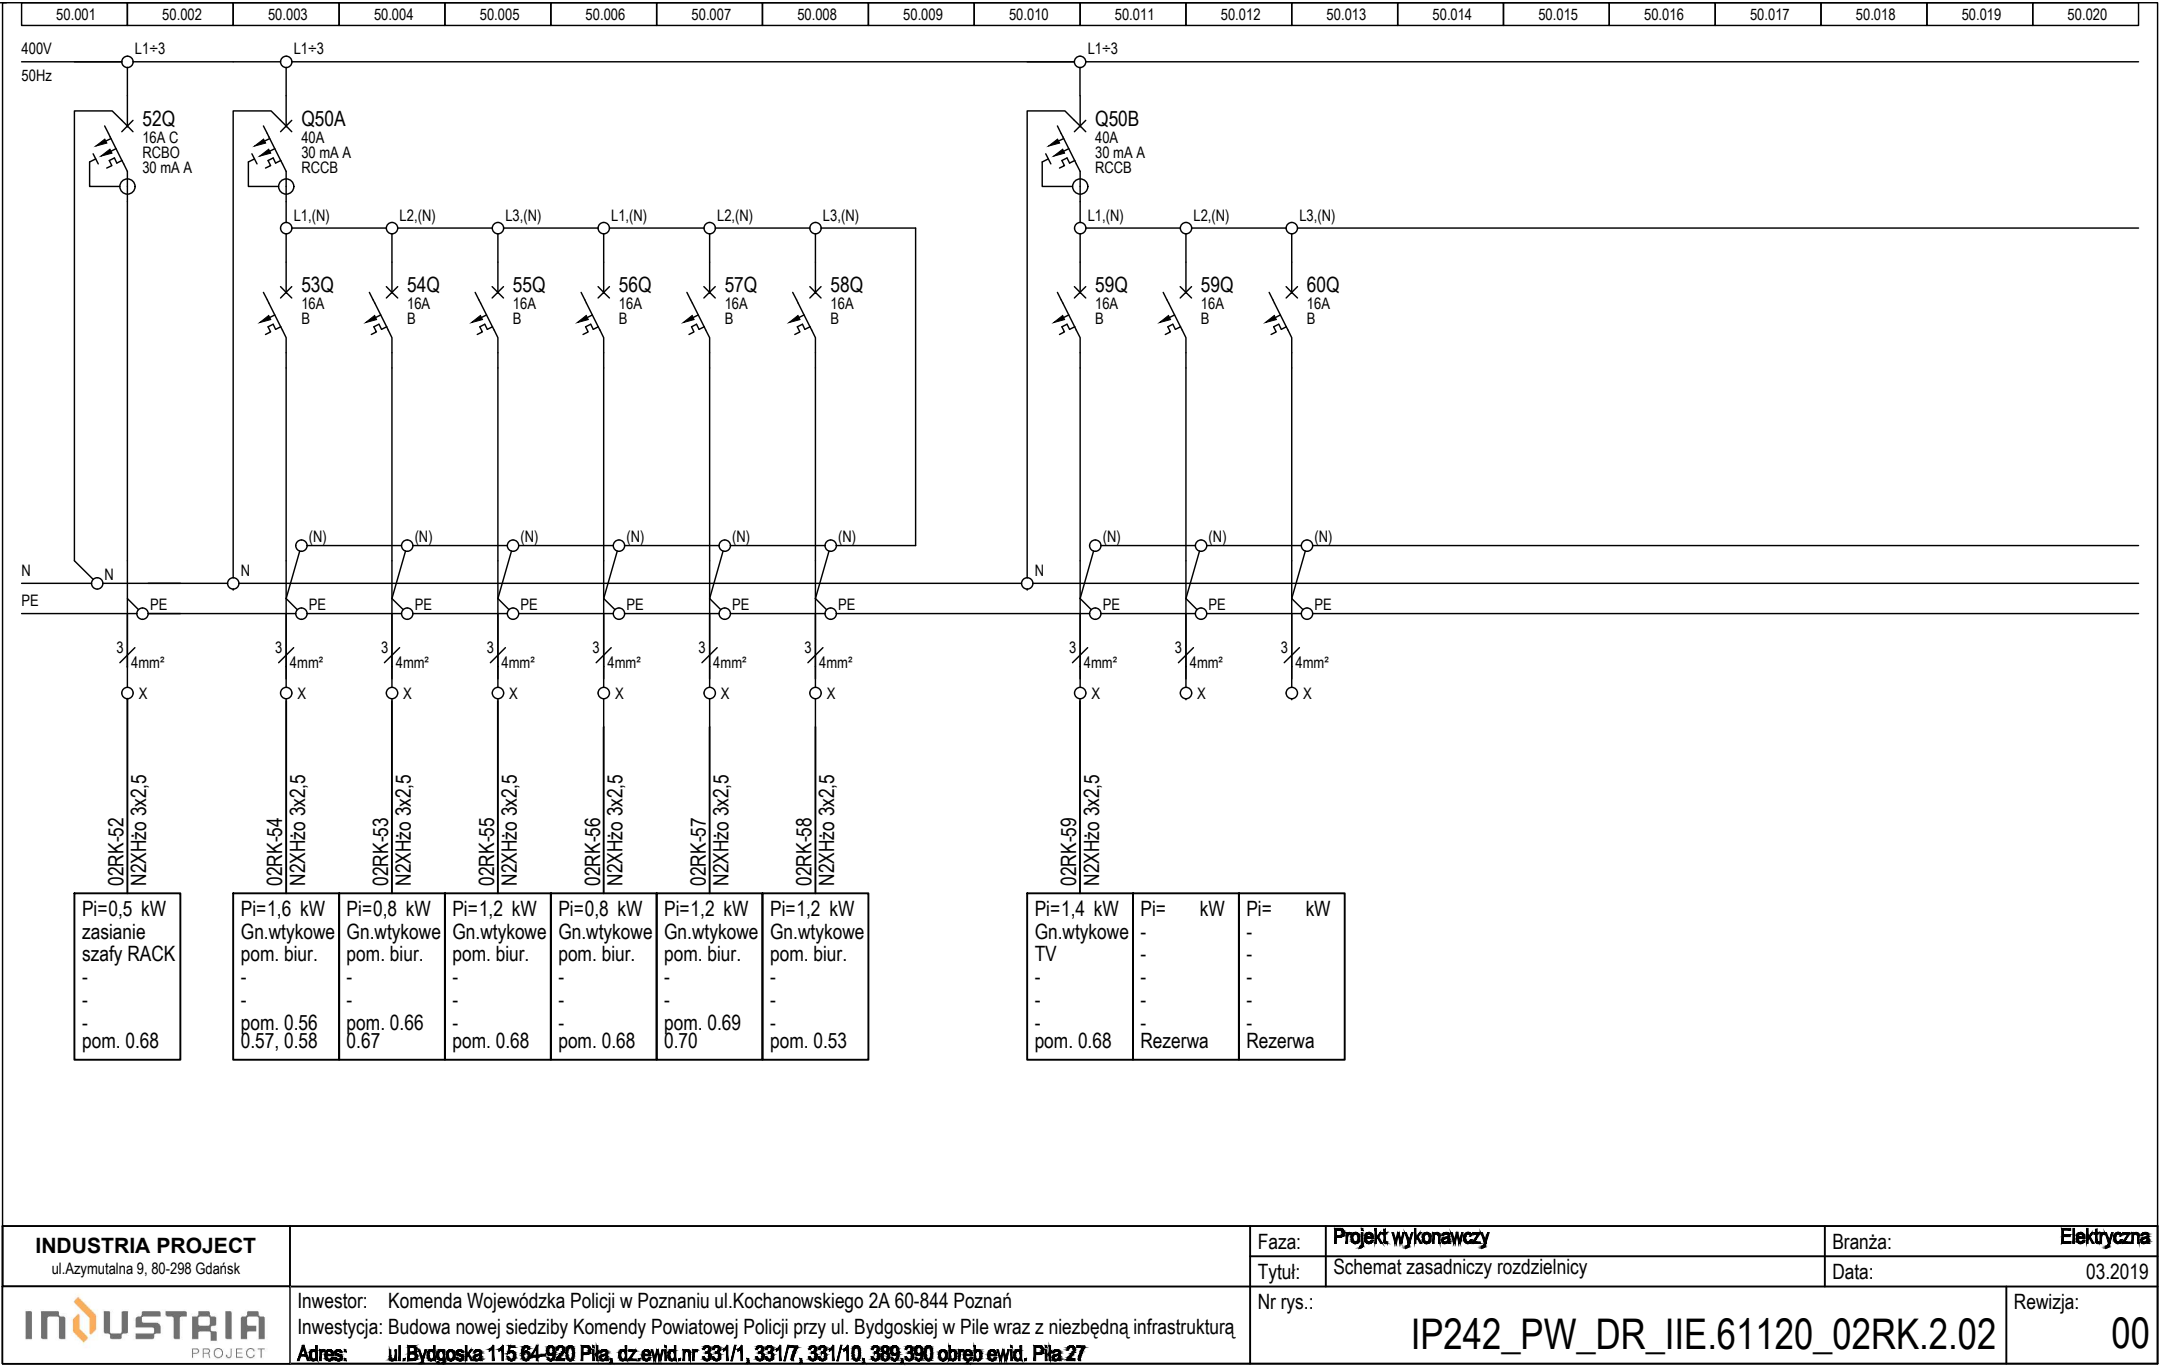 50.001 50.002 50.003 50.004 50.005 50.006 50.007 50.008 50.009 50.010 50.011 50.012 50.013 50.014 50.015 50.016 50.017 50.018 50.019 50.020
400V L1÷3 L1÷3 L1÷3
50Hz
52Q Q50A Q50B
16A C 40A 40A
RCBO 30 mA A 30 mA A
30 mA A RCCB RCCB
L1,(N) L2,(N) L3,(N) L1,(N) L2,(N) L3,(N) L1,(N) L2,(N) L3,(N)
53Q 54Q 55Q 56Q 57Q 58Q 59Q 59Q 60Q
16A 16A 16A 16A 16A 16A 16A 16A 16A
B B B B B B B B B
(N) (N) (N) (N) (N) (N) (N) (N) (N)
N N N N
PE PE PE PE PE PE PE PE PE PE PE
3 3 3 3 3 3 3 3 3 3
4mm² 4mm² 4mm² 4mm² 4mm² 4mm² 4mm² 4mm² 4mm² 4mm²
X X X X X X X X X X
02RK-52
N2XHżo 3x2,5
02RK-54
N2XHżo 3x2,5
02RK-53
N2XHżo 3x2,5
02RK-55
N2XHżo 3x2,5
02RK-56
N2XHżo 3x2,5
02RK-57
N2XHżo 3x2,5
02RK-58
N2XHżo 3x2,5
02RK-59
N2XHżo 3x2,5
Pi=0,5 kW
zasianie
szafy RACK
-
-
-
pom. 0.68
Pi=1,6 kW
Gn.wtykowe
pom. biur.
-
-
pom. 0.56
0.57, 0.58
Pi=0,8 kW
Gn.wtykowe
pom. biur.
-
-
pom. 0.66
0.67
Pi=1,2 kW
Gn.wtykowe
pom. biur.
-
-
-
pom. 0.68
Pi=0,8 kW
Gn.wtykowe
pom. biur.
-
-
-
pom. 0.68
Pi=1,2 kW
Gn.wtykowe
pom. biur.
-
-
pom. 0.69
0.70
Pi=1,2 kW
Gn.wtykowe
pom. biur.
-
-
-
pom. 0.53
Pi=1,4 kW
Gn.wtykowe
TV
-
-
-
pom. 0.68
Pi= kW
-
-
-
-
-
Rezerwa
Pi= kW
-
-
-
-
-
Rezerwa
INDUSTRIA PROJECT
ul.Azymutalna 9, 80-298 Gdańsk
INDUSTRIA
PROJECT
Inwestor: Komenda Wojewódzka Policji w Poznaniu ul.Kochanowskiego 2A 60-844 Poznań
Inwestycja: Budowa nowej siedziby Komendy Powiatowej Policji przy ul. Bydgoskiej w Pile wraz z niezbędną infrastrukturą
Adres: ul.Bydgoska 115 64-920 Piła, dz.ewid.nr 331/1, 331/7, 331/10, 389,390 obręb ewid. Piła 27
Faza: Projekt wykonawczy Branża: Elektryczna
Tytuł: Schemat zasadniczy rozdzielnicy Data: 03.2019
Nr rys.: IP242_PW_DR_IIE.61120_02RK.2.02 Rewizja: 00